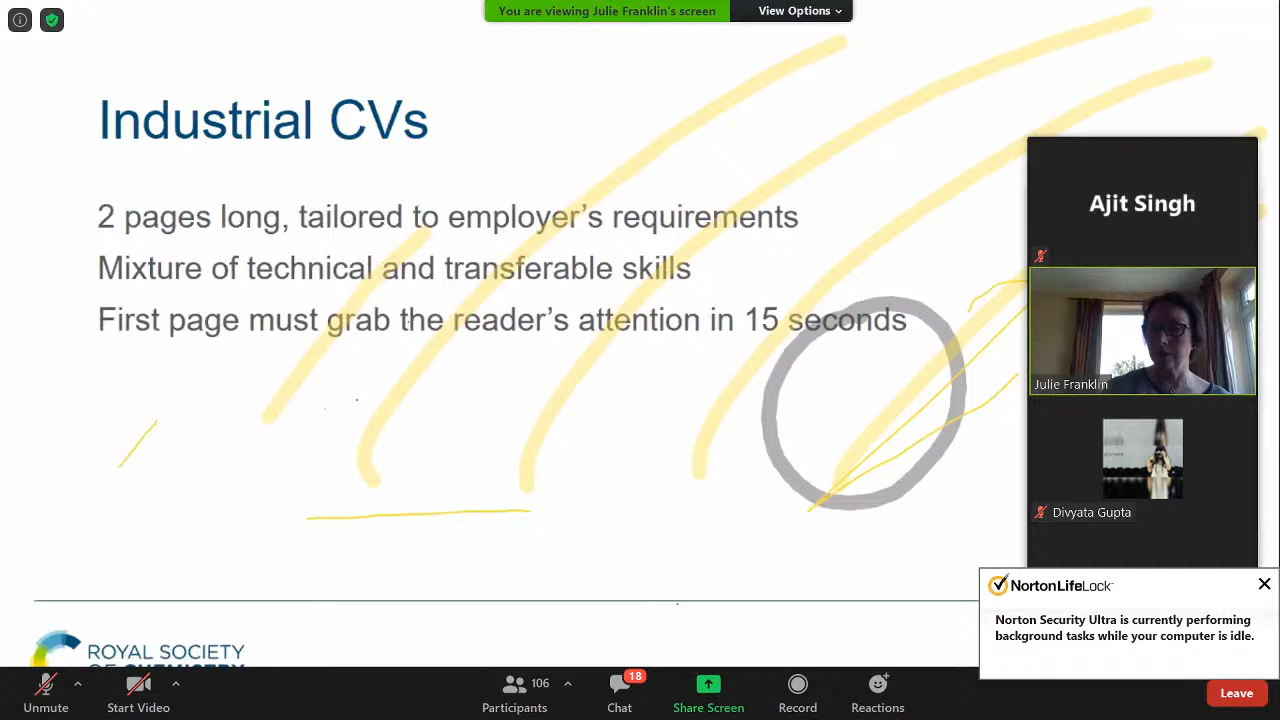 You are viewing Julie Franklin's screen
View Options
Industrial CVs
2 pages long, tailored to employer's requirements
Mixture of technical and transferable skills
First page must grab the reader's attention in 15 seconds
Ajit Singh
Julie Franklin
Divyata Gupta
NortonLifeLock
Norton Security Ultra is currently performing
background tasks while your computer is idle.
ROYAL SOCIETY
OF CHEMISTRY
Unmute
Start Video
106
Participants
18
Chat
Share Screen
Record
Reactions
Leave